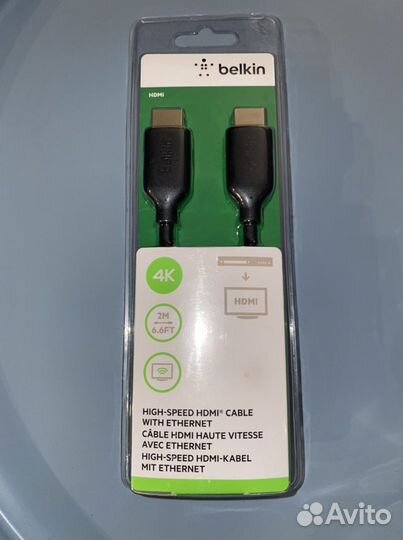 belkin
HDMI
BELKIN
4K
2M
6.6FT
HDMI
HIGH-SPEED HDMI® CABLE
WITH ETHERNET
CÂBLE HDMI HAUTE VITESSE
AVEC ETHERNET
HIGH-SPEED HDMI-KABEL
MIT ETHERNET
Avito